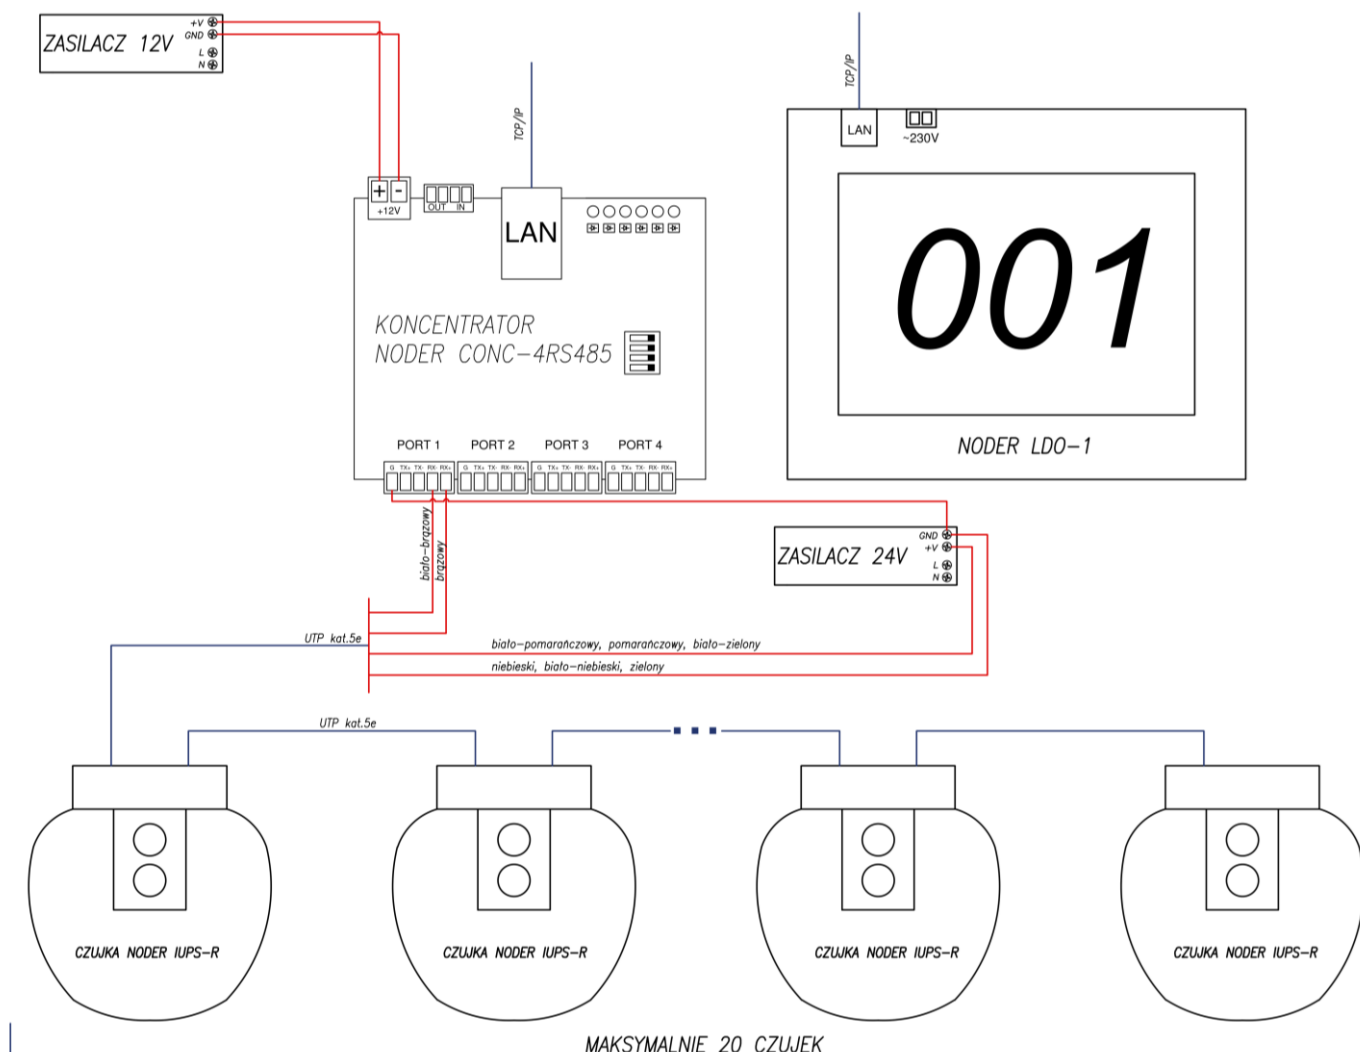 +V
GND
ZASILACZ 12V
L
N
TCP/IP
TCP/IP
LAN
~230V
+ -
+12V
OUT IN
LAN
001
KONCENTRATOR
NODER CONC-4RS485
NODER LDO-1
PORT 1 PORT 2 PORT 3 PORT 4
G TX+ TX- RX- RX+ G TX+ TX- RX- RX+ G TX+ TX- RX- RX+ G TX+ TX- RX- RX+
biało-brązowy
brązowy
GND
+V
ZASILACZ 24V
L
N
UTP kat.5e
biało-pomarańczowy, pomarańczowy, biało-zielony
niebieski, biało-niebieski, zielony
UTP kat.5e
CZUJKA NODER IUPS-R CZUJKA NODER IUPS-R CZUJKA NODER IUPS-R CZUJKA NODER IUPS-R
MAKSYMALNIE 20 CZUJEK